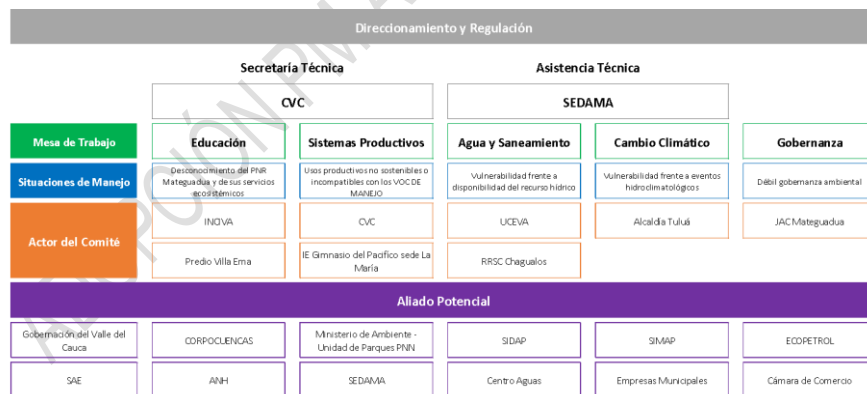 Direccionamiento y Regulación
Secretaría Técnica
Asistencia Técnica
CVC
SEDAMA
Mesa de Trabajo
Educación
Sistemas Productivos
Agua y Saneamiento
Cambio Climático
Gobernanza
Situaciones de Manejo
Desconocimiento del PNR
Mateguadua y de sus servicios
ecosistémicos
Usos productivos no sostenibles o
incompatibles con los VOC DE
MANEJO
Vulnerabilidad frente a
disponibilidad del recurso hídrico
Vulnerabilidad frente a eventos
hidroclimatológicos
Débil gobernanza ambiental
Actor del Comité
INCIVA
CVC
UCEVA
Alcaldía Tuluá
JAC Mateguadua
Predio Villa Ema
IE Gimnasio del Pacifico sede La
María
RRSC Chagualos
Aliado Potencial
Gobernación del Valle del
Cauca
CORPOCUENCAS
Ministerio de Ambiente -
Unidad de Parques PNN
SIDAP
SIMAP
ECOPETROL
SAE
ANH
SEDAMA
Centro Aguas
Empresas Municipales
Cámara de Comercio